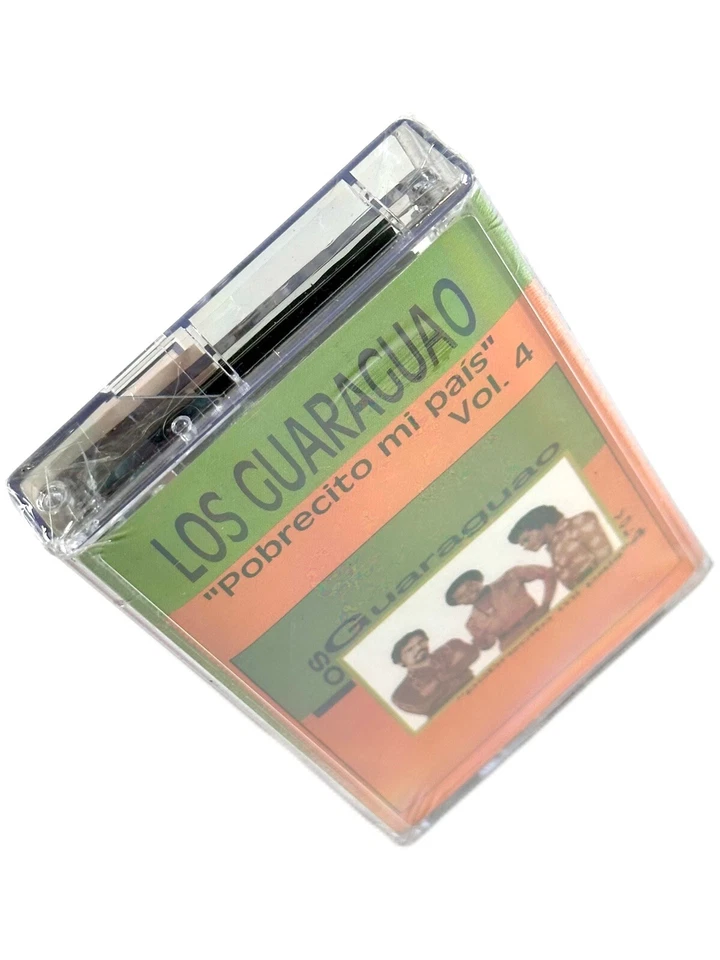 LOS GUARAGUAO
"Pobrecito mi país"
Vol. 4
Los
Guaraguao